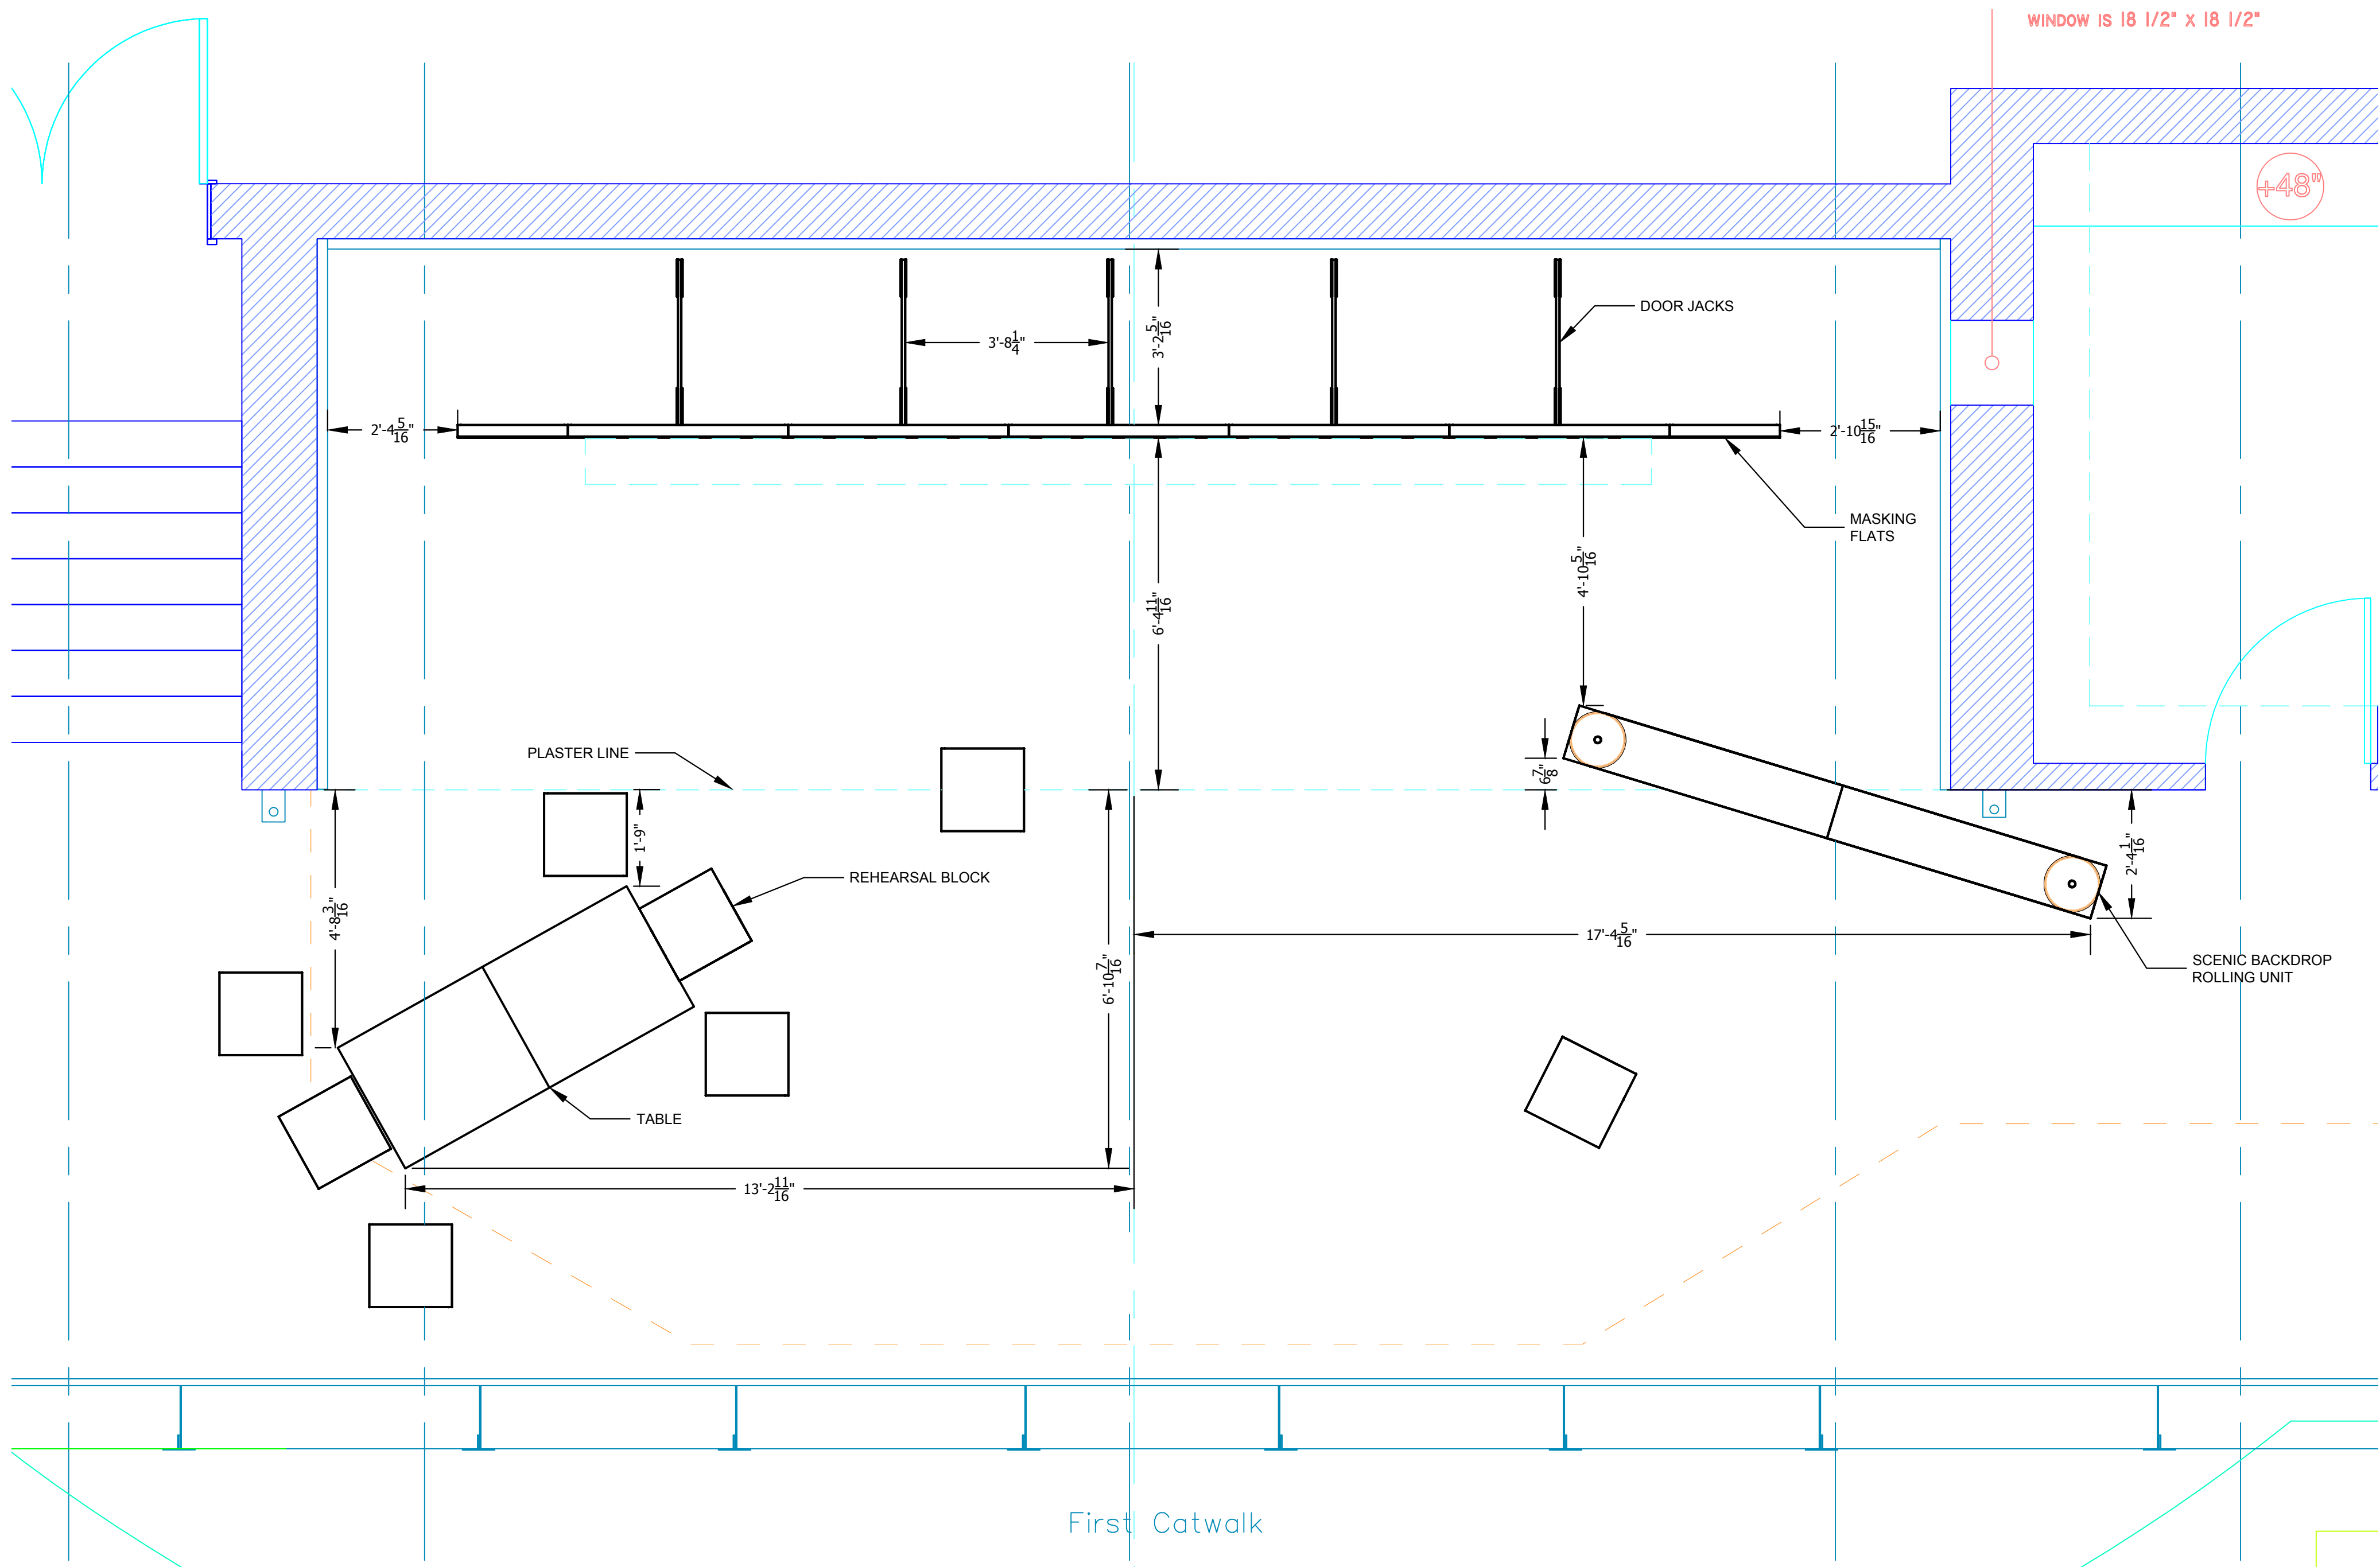 WINDOW IS 18 1/2" X 18 1/2"
+48"
DOOR JACKS
3'-2 5/16"
3'-8 1/4"
2'-4 5/16"
2'-10 15/16"
MASKING
FLATS
4'-10 5/16"
6'-4 11/16"
PLASTER LINE
6 7/8"
1'-9"
2'-4 1/16"
REHEARSAL BLOCK
4'-8 3/16"
17'-4 5/16"
SCENIC BACKDROP
ROLLING UNIT
6'-10 7/16"
TABLE
13'-2 11/16"
First Catwalk